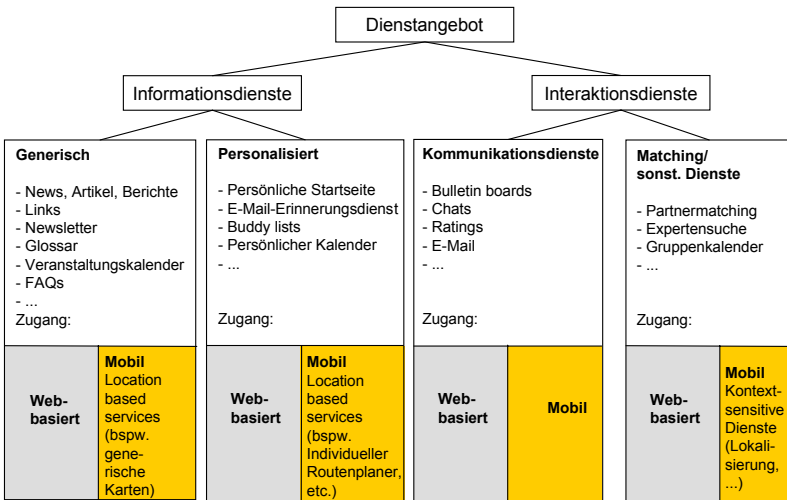 Dienstangebot
Informationsdienste
Interaktionsdienste
Generisch
- News, Artikel, Berichte
- Links
- Newsletter
- Glossar
- Veranstaltungskalender
- FAQs
- ...
Zugang:
Web-
basiert
Mobil
Location
based
services
(bspw.
gene-
rische
Karten)
Personalisiert
- Persönliche Startseite
- E-Mail-Erinnerungsdienst
- Buddy lists
- Persönlicher Kalender
- ...
Zugang:
Web-
basiert
Mobil
Location
based
services
(bspw.
Individueller
Routenplaner,
etc.)
Kommunikationsdienste
- Bulletin boards
- Chats
- Ratings
- E-Mail
- ...
Zugang:
Web-
basiert
Mobil
Matching/
sonst. Dienste
- Partnermatching
- Expertensuche
- Gruppenkalender
- ...
Zugang:
Web-
basiert
Mobil
Kontext-
sensitive
Dienste
(Lokali-
sierung,
...)